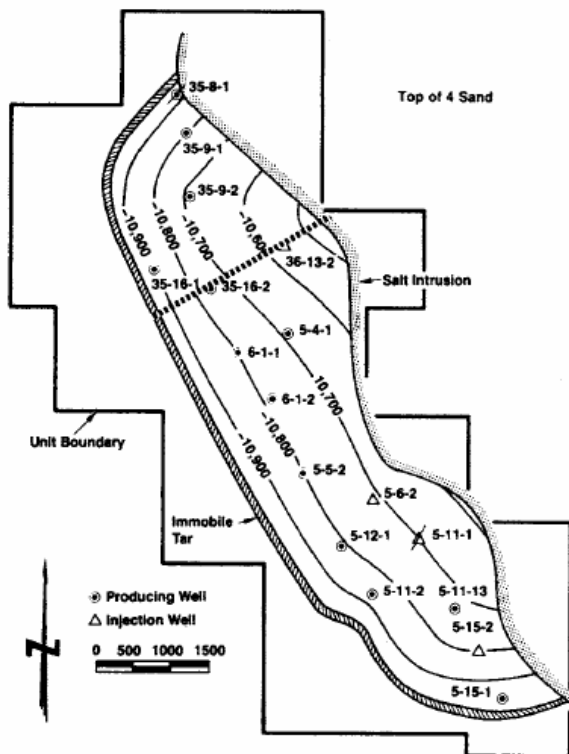 35-8-1
Top of 4 Sand
35-9-1
35-9-2
-10,900
-10,800
-10,700
-10,600
36-13-2
35-16-1
35-16-2
Salt Intrusion
5-4-1
6-1-1
6-1-2
-10,700
Unit Boundary
-10,800
-10,900
5-5-2
5-6-2
Immobile
Tar
5-12-1
5-11-1
5-11-2
5-11-13
5-15-2
Producing Well
Injection Well
0 500 1000 1500
5-15-1
N